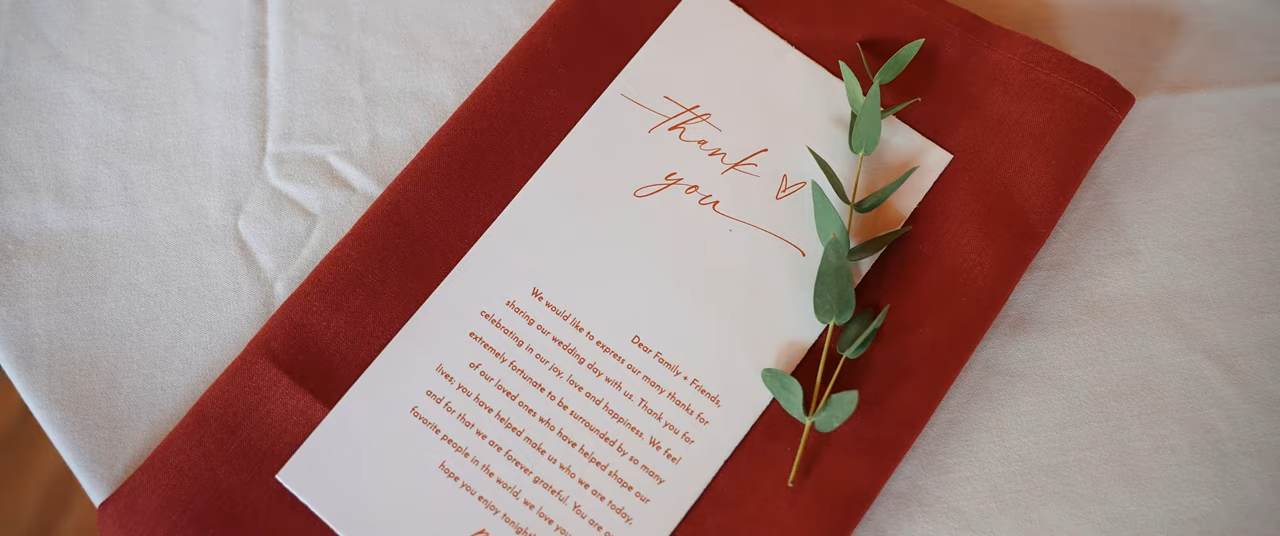 thank
you
Dear Family + Friends,
We would like to express our many thanks for
sharing our wedding day with us. Thank you for
celebrating in our joy, love and happiness. We feel
extremely fortunate to be surrounded by so many
of our loved ones who have helped shape our
lives; you have helped make us who we are today,
and for that we are forever grateful. You are
favorite people in the world, we love you
hope you enjoy tonight